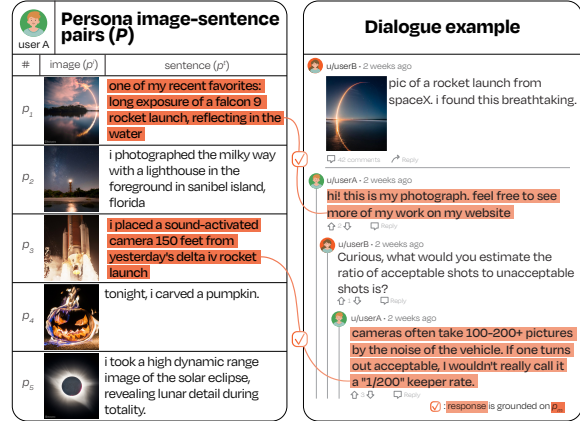 Persona image-sentence
pairs (P)
user A
# image (pⁱ) sentence (pᵗ)
p₁
one of my recent favorites:
long exposure of a falcon 9
rocket launch, reflecting in the
water
p₂
i photographed the milky way
with a lighthouse in the
foreground in sanibel island,
florida
p₃
i placed a sound-activated
camera 150 feet from
yesterday's delta iv rocket
launch
p₄
tonight, i carved a pumpkin.
p₅
i took a high dynamic range
image of the solar eclipse,
revealing lunar detail during
totality.
Dialogue example
u/userB • 2 weeks ago
pic of a rocket launch from
spaceX. i found this breathtaking.
42 comments Reply
u/userA • 2 weeks ago
hi! this is my photograph. feel free to see
more of my work on my website
2 Reply
u/userB • 2 weeks ago
Curious, what would you estimate the
ratio of acceptable shots to unacceptable
shots is?
1 Reply
u/userA • 2 weeks ago
cameras often take 100-200+ pictures
by the noise of the vehicle. If one turns
out acceptable, I wouldn't really call it
a "1/200" keeper rate.
3 Reply
: response is grounded on